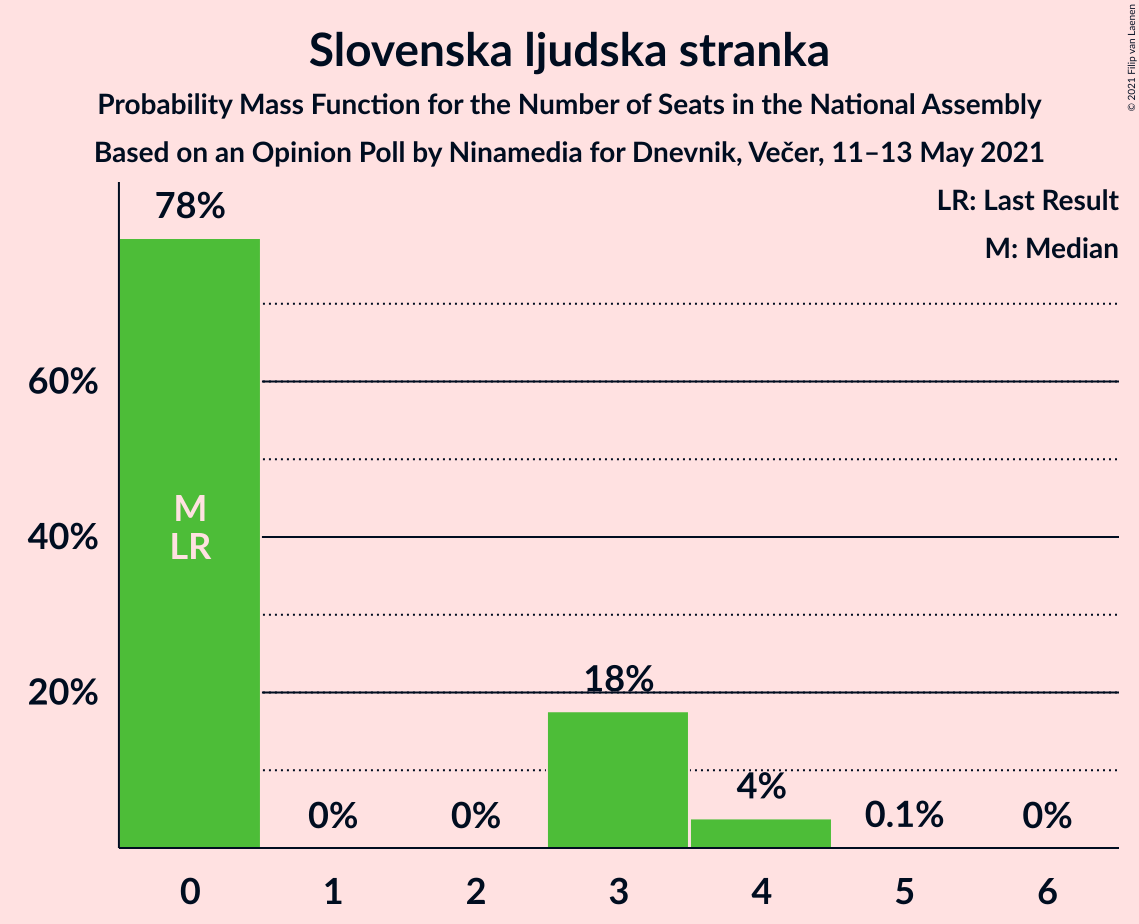 Slovenska ljudska stranka
Probability Mass Function for the Number of Seats in the National Assembly
Based on an Opinion Poll by Ninamedia for Dnevnik, Večer, 11–13 May 2021
© 2021 Filip van Laenen
LR: Last Result
M: Median
78%
60%
40%
20%
M
LR
0%
0%
18%
4%
0.1%
0%
0
1
2
3
4
5
6